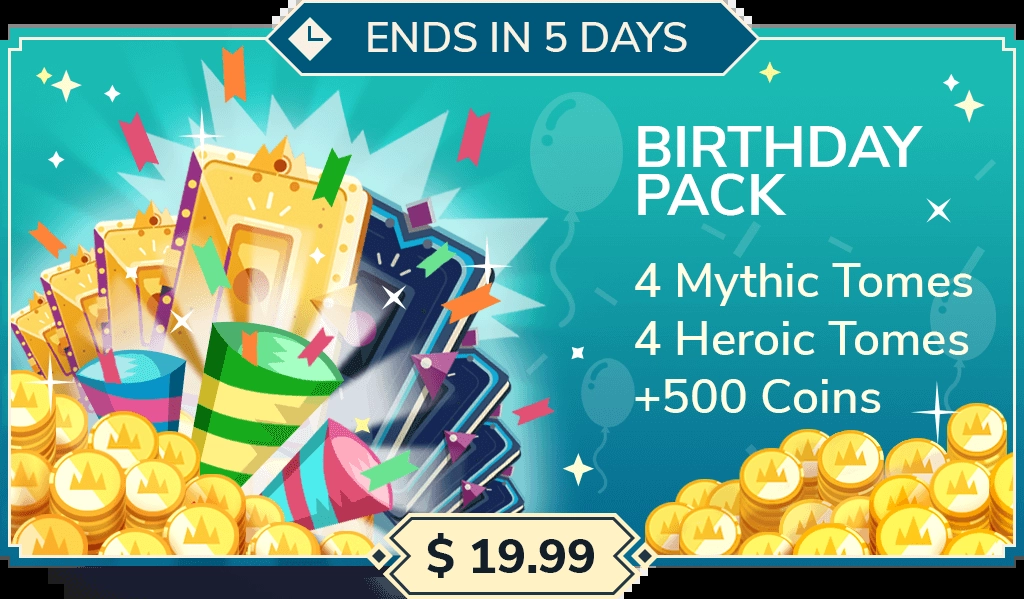 ENDS IN 5 DAYS
BIRTHDAY
PACK
4 Mythic Tomes
4 Heroic Tomes
+500 Coins
$ 19.99